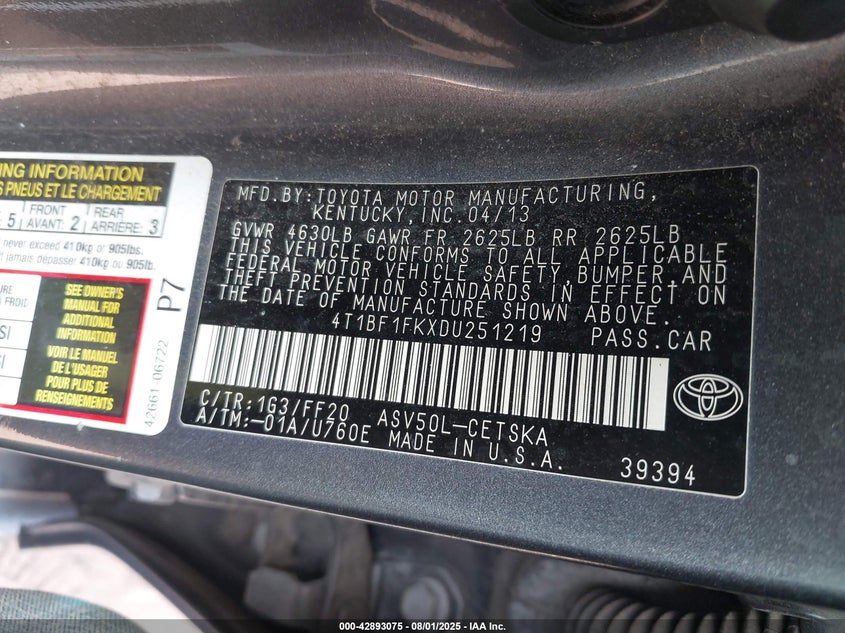 ING INFORMATION
S PNEUS ET LE CHARGEMENT
5 FRONT AVANT: 2 REAR ARRIÈRE: 3
never exceed 410kg or 905lbs.
t jamais dépasser 410kg ou 905lb.
SEE OWNER'S
MANUAL FOR
ADDITIONAL
INFORMATION
VOIR LE MANUEL
DE L'USAGER
POUR PLUS DE
RENSEIGNEMENTS
P7
42661-06722
MFD.BY:TOYOTA MOTOR MANUFACTURING,
KENTUCKY, INC. 04/13
GVWR 4630LB GAWR FR 2625LB RR 2625LB
THIS VEHICLE CONFORMS TO ALL APPLICABLE
FEDERAL MOTOR VEHICLE SAFETY, BUMPER, AND
THEFT PREVENTION STANDARDS IN EFFECT ON
THE DATE OF MANUFACTURE SHOWN ABOVE.
4T1BF1FKXDU251219 PASS.CAR
C/TR:1G3/FF20 ASV50L-CETSKA
A/TM:-01A/U760E MADE IN U.S.A.
39394
TOYOTA
000-42893075 - 08/01/2025 - IAA Inc.